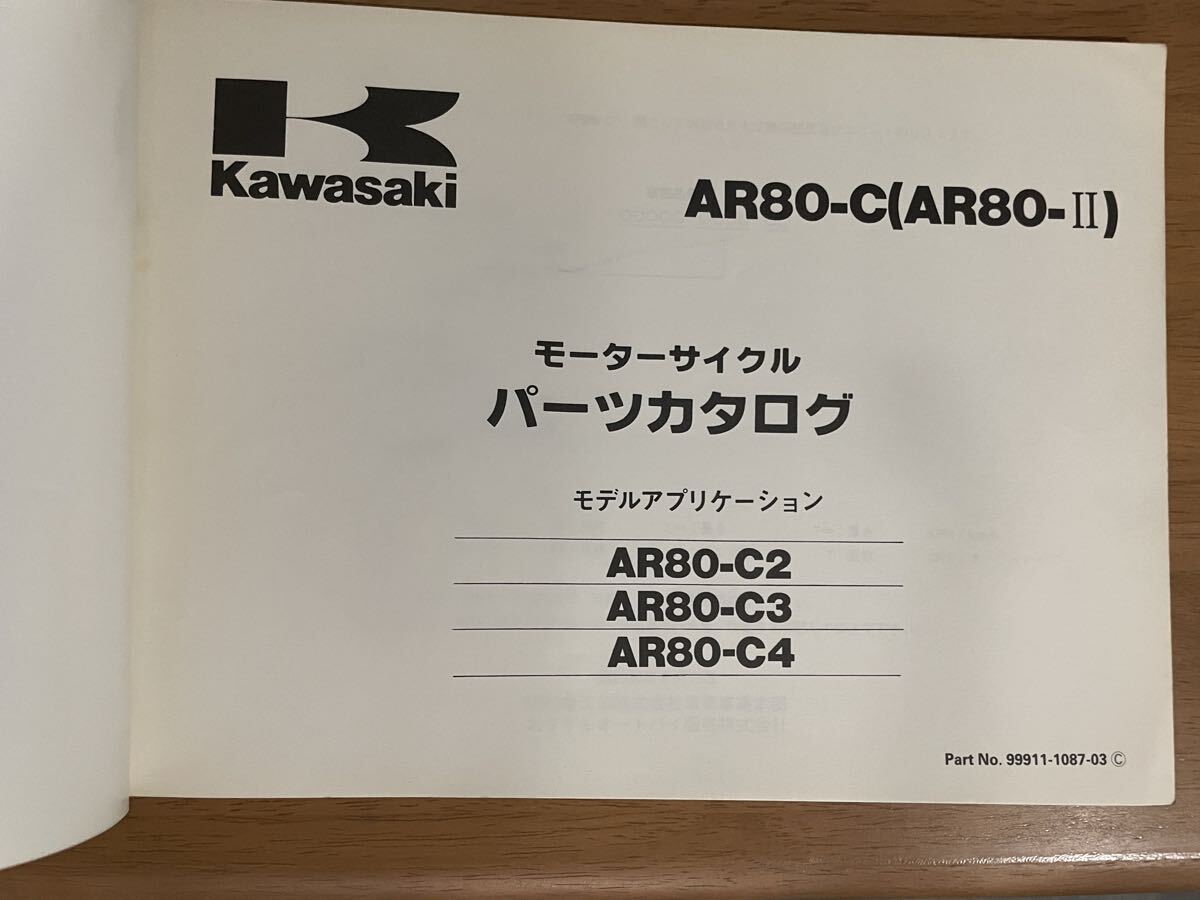 Kawasaki
AR80-C(AR80-Ⅱ)
モーターサイクル
パーツカタログ
モデルアプリケーション
AR80-C2
AR80-C3
AR80-C4
Part No. 99911-1087-03 Ⓒ